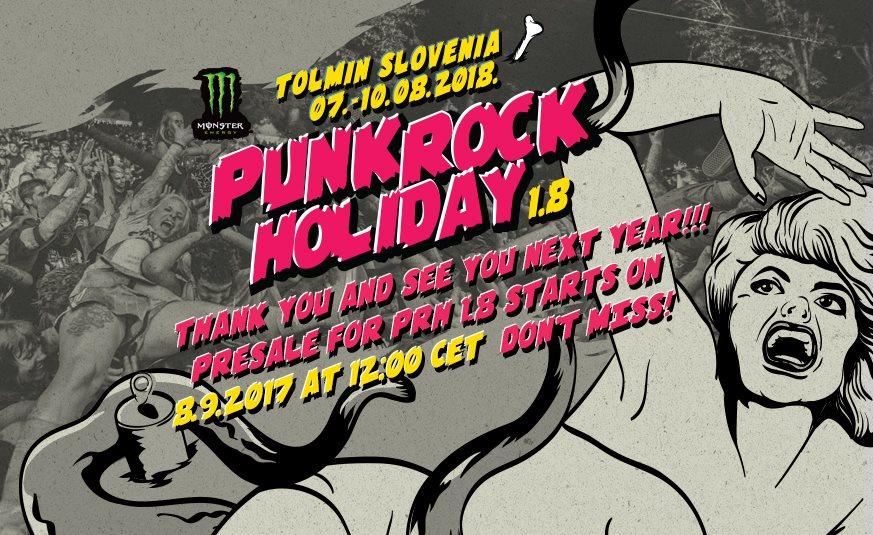 TOLMIN SLOVENIA
07.-10.08.2018.
MONSTER
ENERGY
PUNKROCK
HOLIDAY 1.8
THANK YOU AND SEE YOU NEXT YEAR!!!
PRESALE FOR PRH 1.8 STARTS ON
8.9.2017 AT 12:00 CET DON'T MISS!